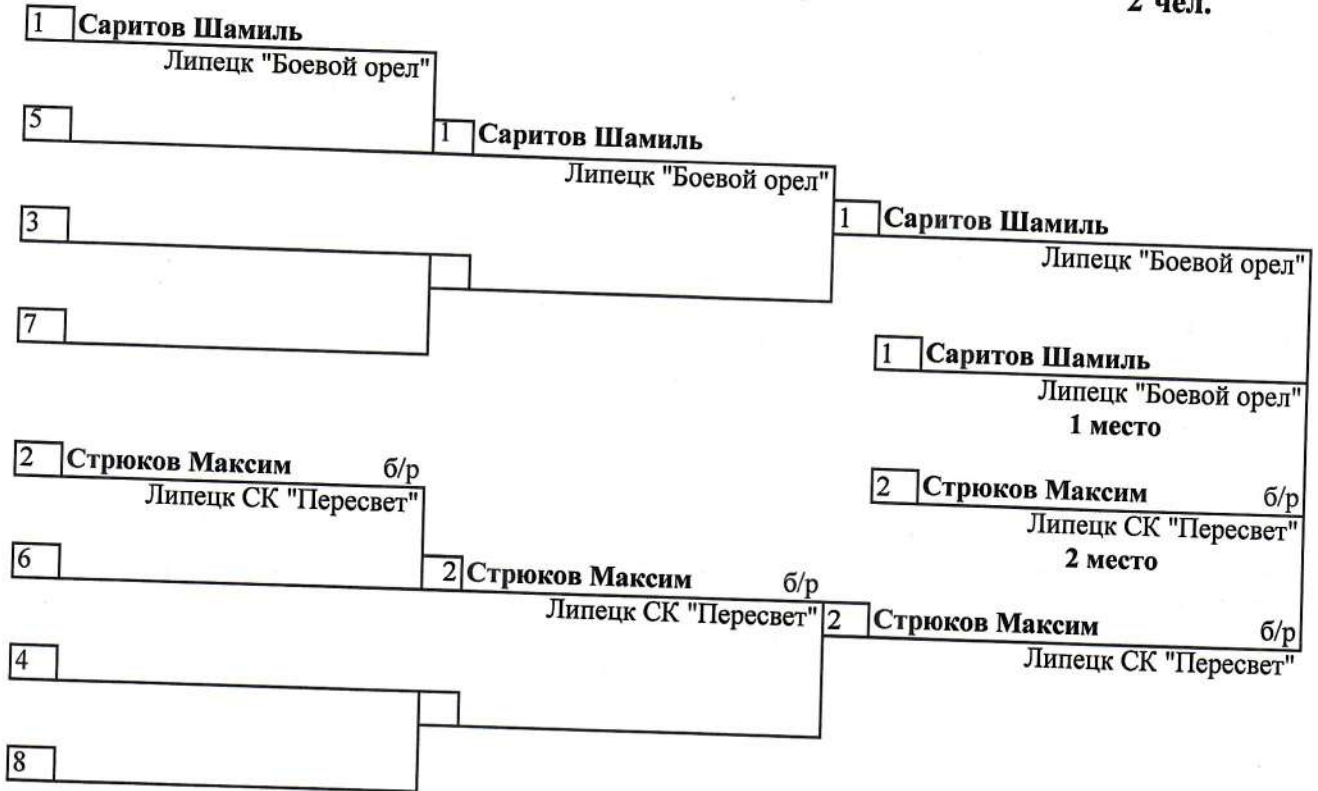 2 чел.
1 Саритов Шамиль
Липецк "Боевой орел"
5
1 Саритов Шамиль
Липецк "Боевой орел"
3
1 Саритов Шамиль
Липецк "Боевой орел"
7
1 Саритов Шамиль
Липецк "Боевой орел"
1 место
2 Стрюков Максим б/р
Липецк СК "Пересвет"
2 Стрюков Максим б/р
Липецк СК "Пересвет"
2 место
6
2 Стрюков Максим б/р
Липецк СК "Пересвет"
2 Стрюков Максим б/р
Липецк СК "Пересвет"
4
8